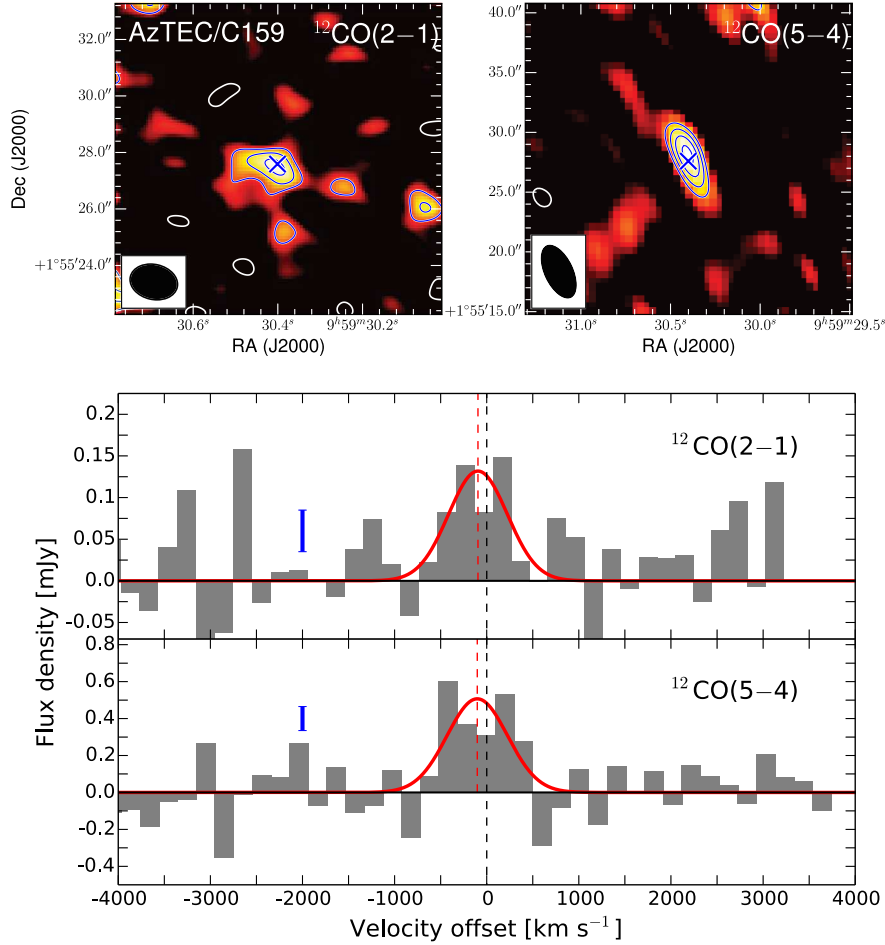 AzTEC/C159 ¹²CO(2−1)
¹²CO(5−4)
Dec (J2000)
30.0″
28.0″
26.0″
+1°55′24.0″
40.0″
35.0″
30.0″
25.0″
20.0″
+1°55′15.0″
30.6ˢ 30.4ˢ 9ʰ59ᵐ30.2ˢ
RA (J2000)
31.0ˢ 30.5ˢ 30.0ˢ 9ʰ59ᵐ29.5ˢ
RA (J2000)
Flux density [mJy]
0.2
0.15
0.1
0.05
0.0
-0.05
¹²CO(2−1)
0.8
0.6
0.4
0.2
0.0
-0.2
-0.4
¹²CO(5−4)
-4000 -3000 -2000 -1000 0 1000 2000 3000 4000
Velocity offset [km s⁻¹]